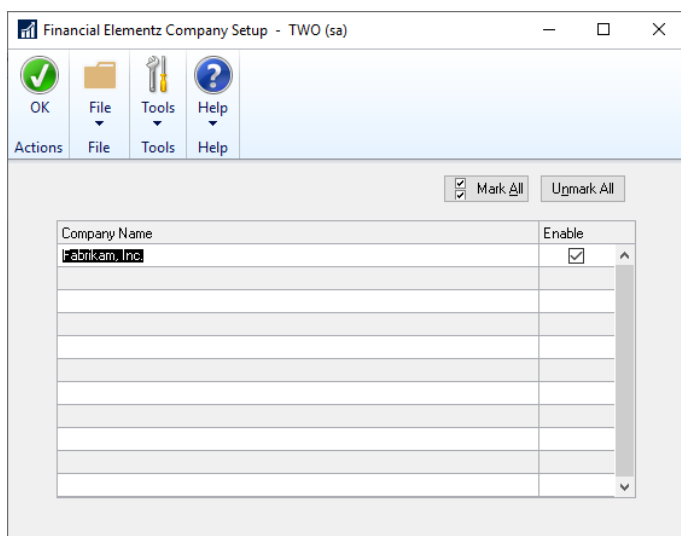 Financial Elementz Company Setup - TWO (sa)
OK File Tools Help
Actions File Tools Help
Mark All Unmark All
Company Name Enable
Fabrikam, Inc.